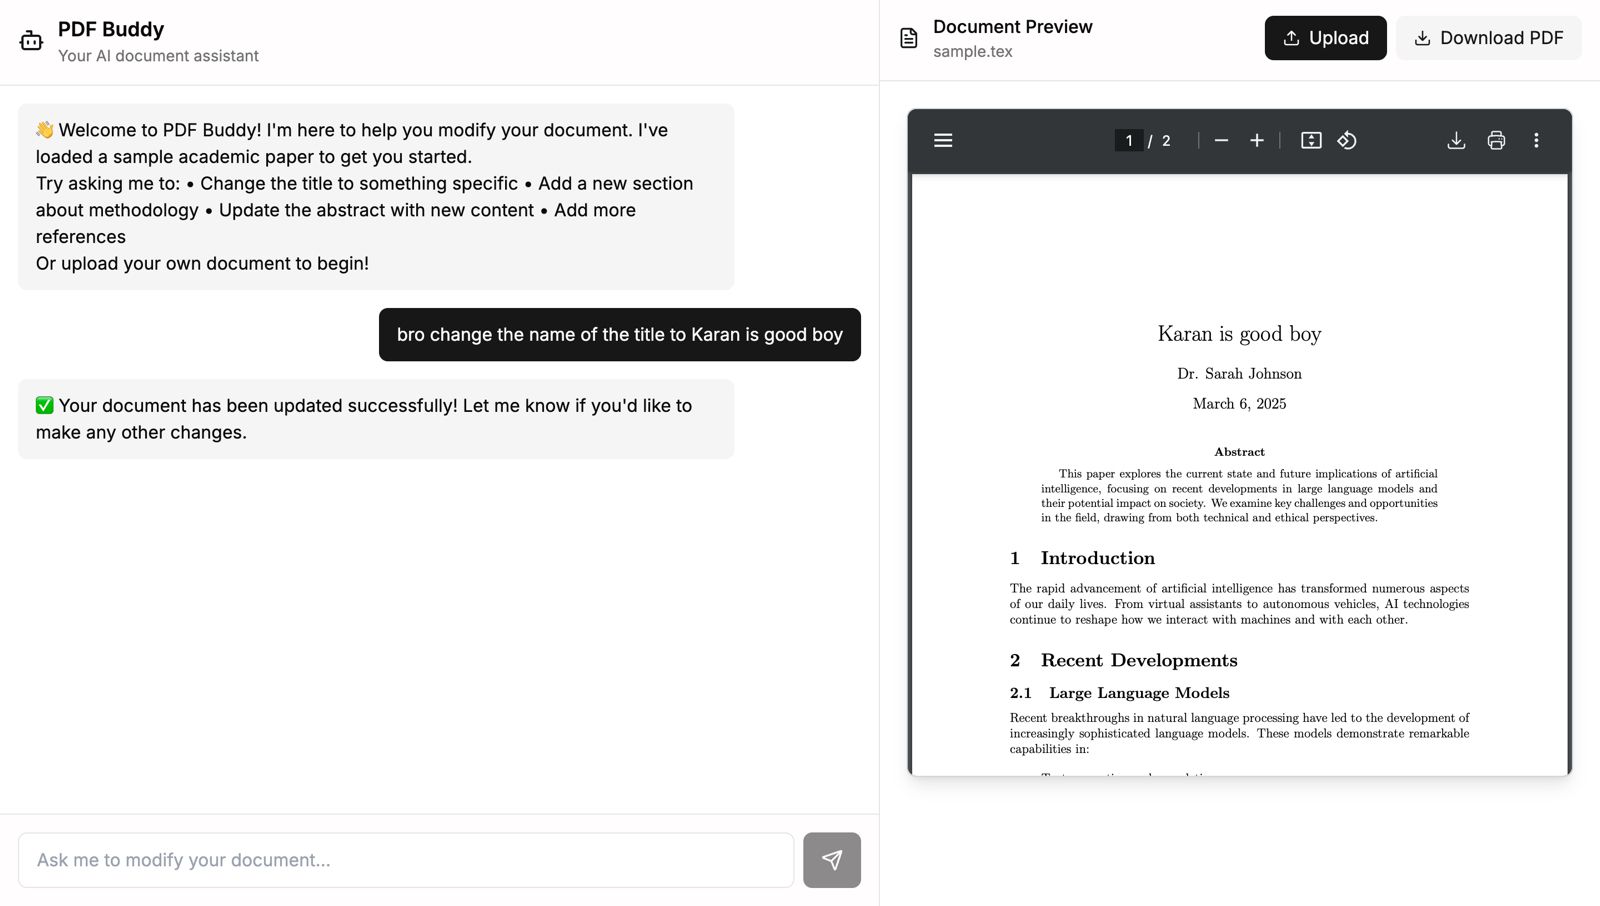 PDF Buddy
Your AI document assistant
👋 Welcome to PDF Buddy! I'm here to help you modify your document. I've
loaded a sample academic paper to get you started.
Try asking me to: • Change the title to something specific • Add a new section
about methodology • Update the abstract with new content • Add more
references
Or upload your own document to begin!
bro change the name of the title to Karan is good boy
✅ Your document has been updated successfully! Let me know if you'd like to
make any other changes.
Ask me to modify your document...
Document Preview
sample.tex
Upload
Download PDF
1 / 2
Karan is good boy
Dr. Sarah Johnson
March 6, 2025
Abstract
This paper explores the current state and future implications of artificial
intelligence, focusing on recent developments in large language models and
their potential impact on society. We examine key challenges and opportunities
in the field, drawing from both technical and ethical perspectives.
1 Introduction
The rapid advancement of artificial intelligence has transformed numerous aspects
of our daily lives. From virtual assistants to autonomous vehicles, AI technologies
continue to reshape how we interact with machines and with each other.
2 Recent Developments
2.1 Large Language Models
Recent breakthroughs in natural language processing have led to the development of
increasingly sophisticated language models. These models demonstrate remarkable
capabilities in: